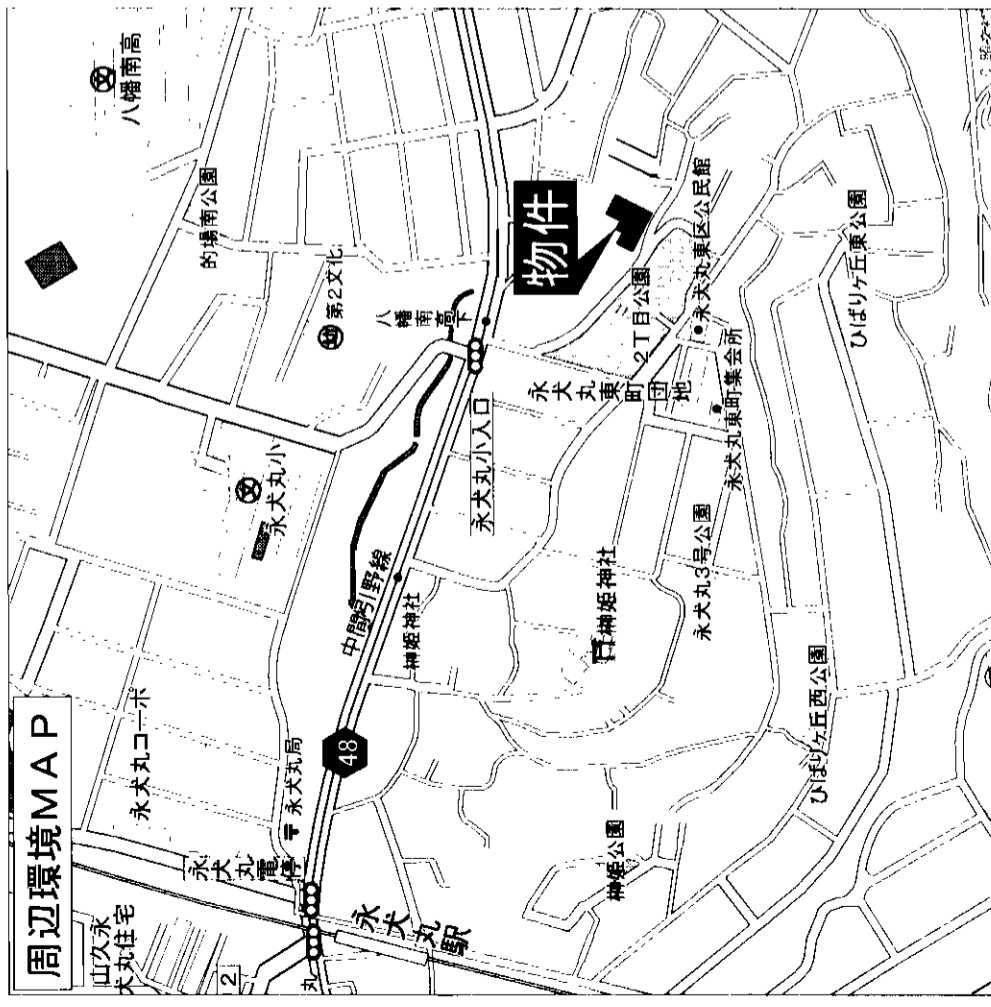 周辺環境MAP
山久永
犬丸住宅
永犬丸コーポ
永犬丸小
八幡南高
的場南公園
第2文化
八幡南高下
永犬丸局
永犬丸電停
永犬丸駅
2
丸
48
中間引野線
榊姫神社
永犬丸小入口
物件
2丁目公園
永犬丸東町団地
永犬丸東区公民館
永犬丸東町集会所
榊姫神社
永犬丸3号公園
榊姫公園
ひばりヶ丘西公園
ひばりヶ丘東公園